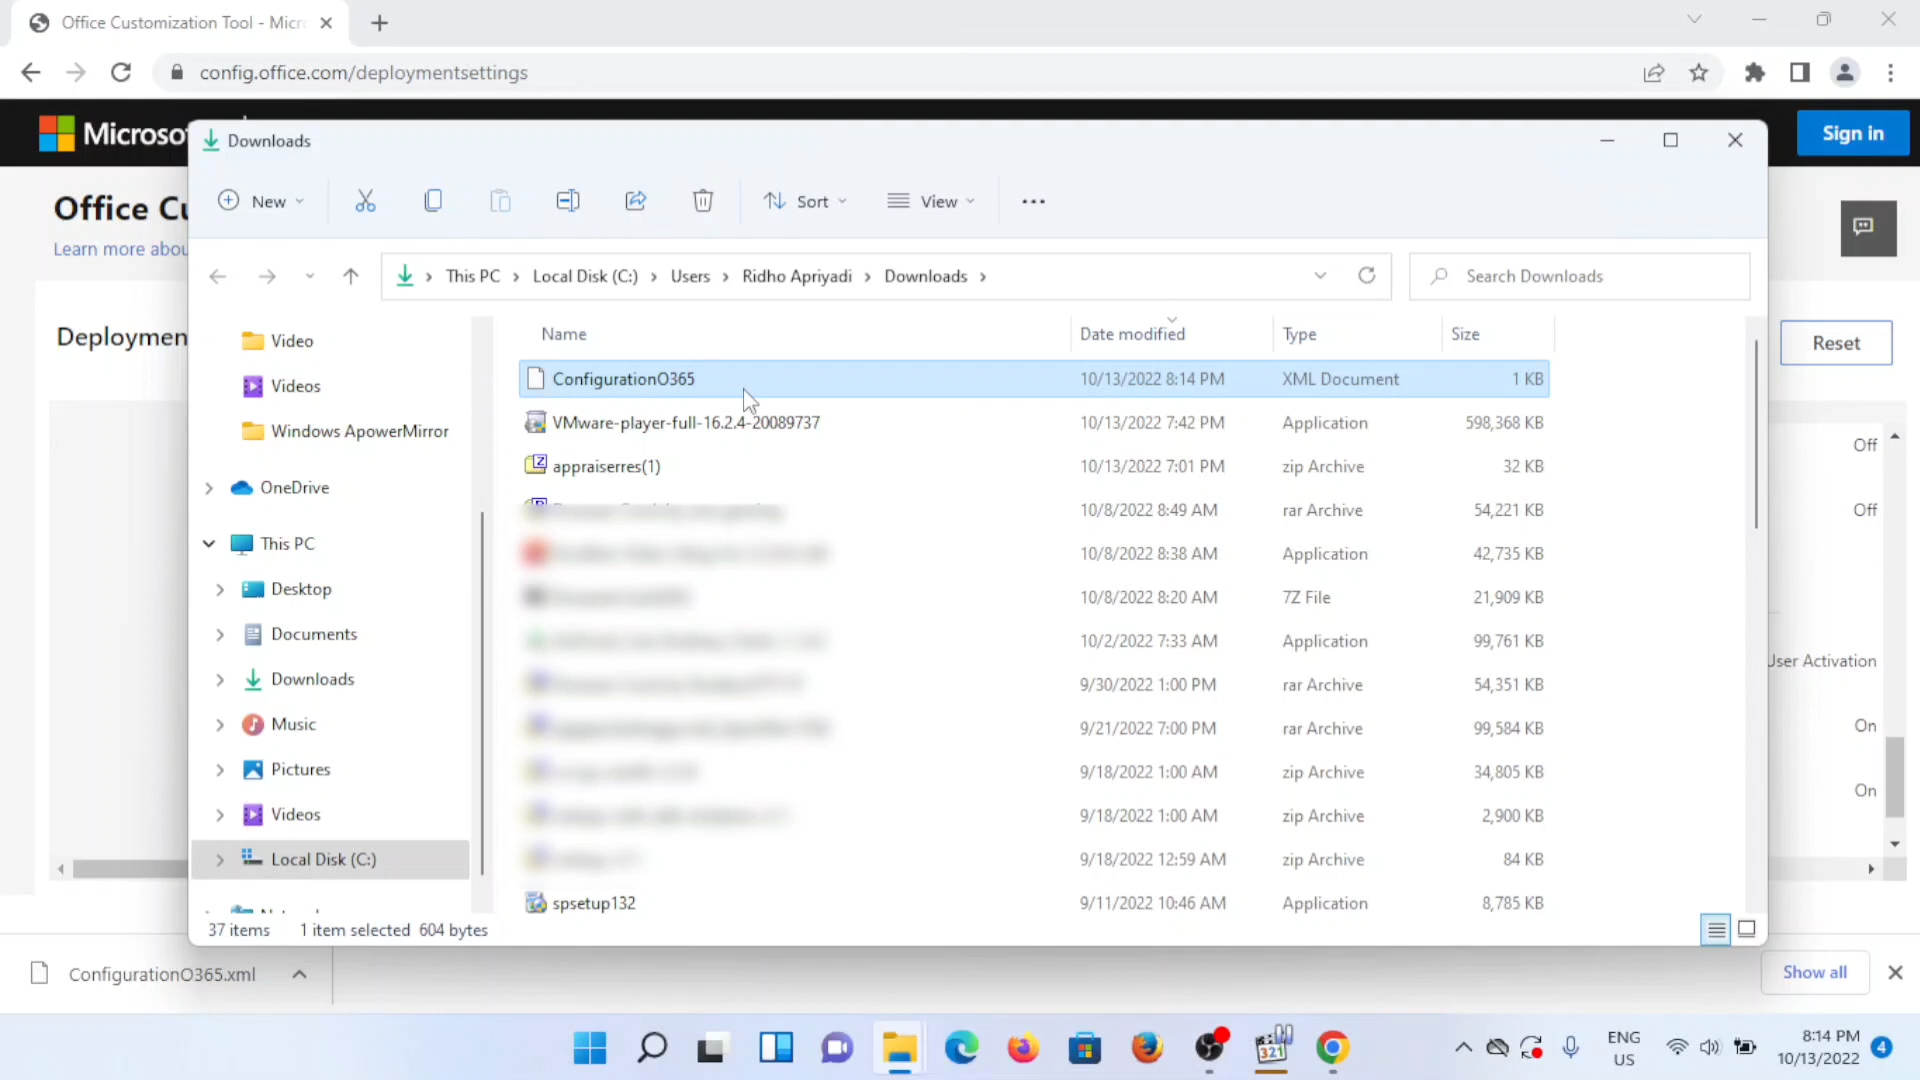 Office Customization Tool - Micr
config.office.com/deploymentsettings
Microso
Sign in
Office Cu
Learn more abou
Deploymen
Reset
Off
Off
User Activation
On
On
Downloads
New
Sort
View
This PC > Local Disk (C:) > Users > Ridho Apriyadi > Downloads >
Search Downloads
Video
Videos
Windows ApowerMirror
OneDrive
This PC
Desktop
Documents
Downloads
Music
Pictures
Videos
Local Disk (C:)
Name Date modified Type Size
ConfigurationO365 10/13/2022 8:14 PM XML Document 1 KB
VMware-player-full-16.2.4-20089737 10/13/2022 7:42 PM Application 598,368 KB
appraiserres(1) 10/13/2022 7:01 PM zip Archive 32 KB
10/8/2022 8:49 AM rar Archive 54,221 KB
10/8/2022 8:38 AM Application 42,735 KB
10/8/2022 8:20 AM 7Z File 21,909 KB
10/2/2022 7:33 AM Application 99,761 KB
9/30/2022 1:00 PM rar Archive 54,351 KB
9/21/2022 7:00 PM rar Archive 99,584 KB
9/18/2022 1:00 AM zip Archive 34,805 KB
9/18/2022 1:00 AM zip Archive 2,900 KB
9/18/2022 12:59 AM zip Archive 84 KB
spsetup132 9/11/2022 10:46 AM Application 8,785 KB
37 items 1 item selected 604 bytes
ConfigurationO365.xml
Show all
321
ENG
US
8:14 PM
10/13/2022
4